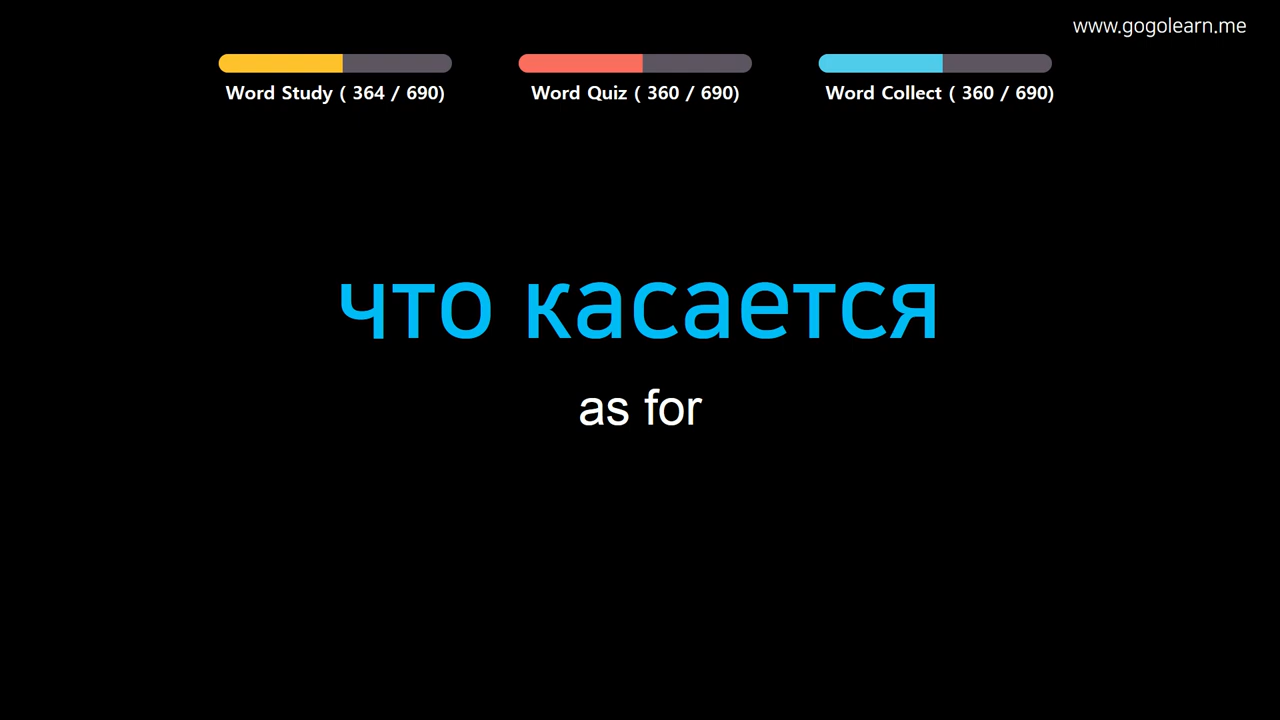 www.gogolearn.me
Word Study ( 364 / 690)
Word Quiz ( 360 / 690)
Word Collect ( 360 / 690)
что касается
as for